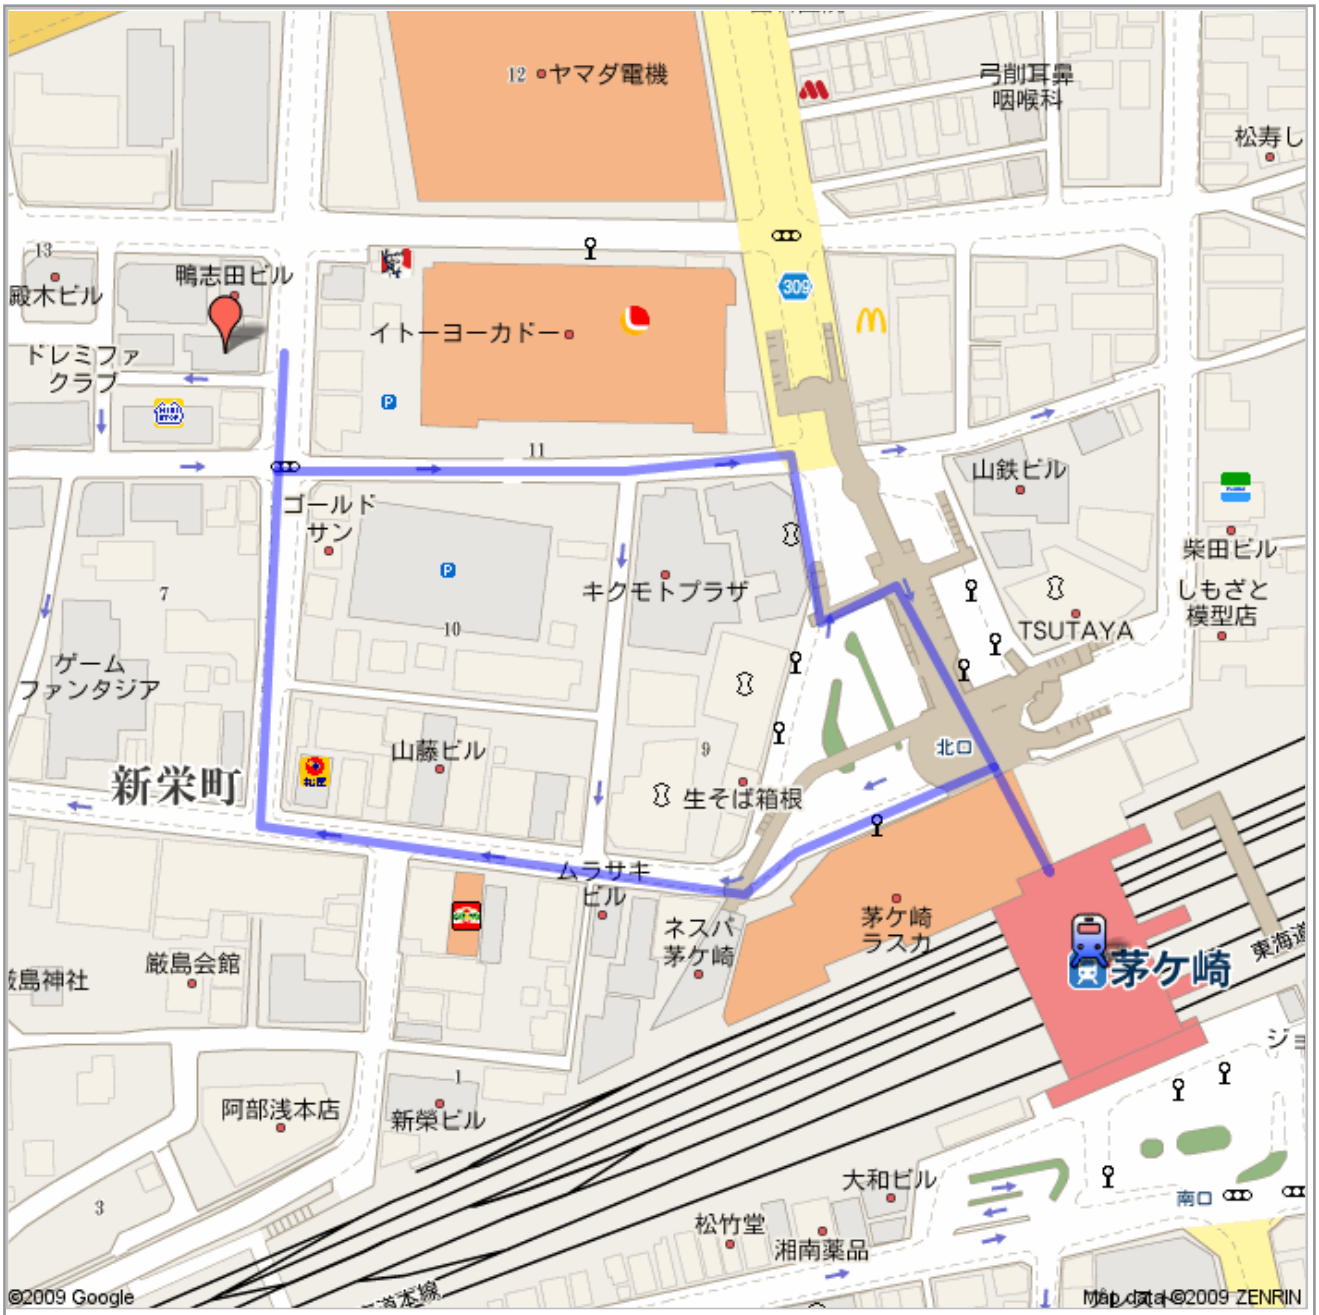 12
ヤマダ電機
弓削耳鼻
咽喉科
松寿し
13
殿木ビル
鴨志田ビル
309
イトーヨーカドー
ドレミファ
クラブ
P
11
ゴールド
サン
山鉄ビル
柴田ビル
P
キクモトプラザ
しもざと
模型店
7
10
TSUTAYA
ゲーム
ファンタジア
山藤ビル
9
北口
新栄町
生そば箱根
ムラサキ
ビル
ネスパ
茅ケ崎
茅ケ崎
ラスカ
厳島会館
島神社
茅ケ崎
東海道
ジョ
1
新榮ビル
阿部浅本店
3
大和ビル
松竹堂
湘南薬品
南口
道本線
©2009 Google
Map data ©2009 ZENRIN